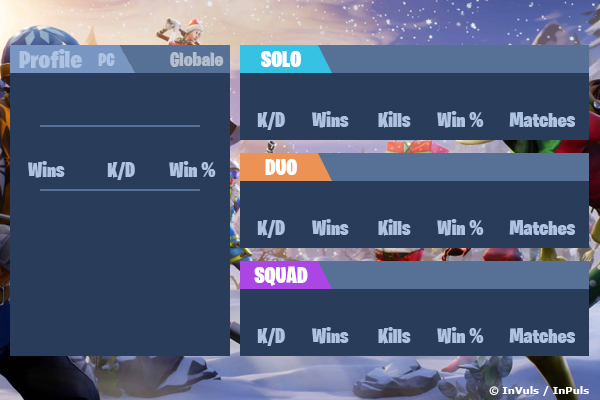 Profile PC Globale
Wins K/D Win %
SOLO
K/D Wins Kills Win % Matches
DUO
K/D Wins Kills Win % Matches
SQUAD
K/D Wins Kills Win % Matches
© InVuls / InPuls